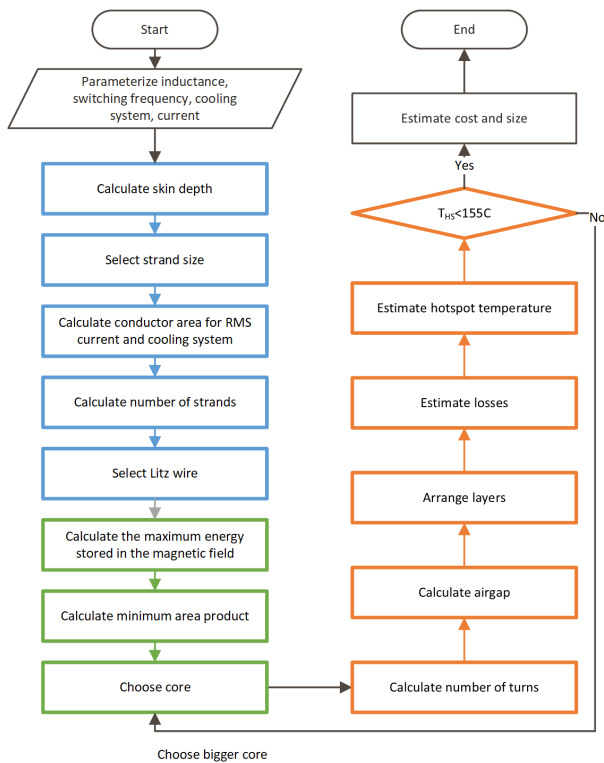 Start
Parameterize inductance,
switching frequency, cooling
system, current
Calculate skin depth
Select strand size
Calculate conductor area for RMS
current and cooling system
Calculate number of strands
Select Litz wire
Calculate the maximum energy
stored in the magnetic field
Calculate minimum area product
Choose core
Choose bigger core
End
Estimate cost and size
Yes
T_HS<155C
No
Estimate hotspot temperature
Estimate losses
Arrange layers
Calculate airgap
Calculate number of turns